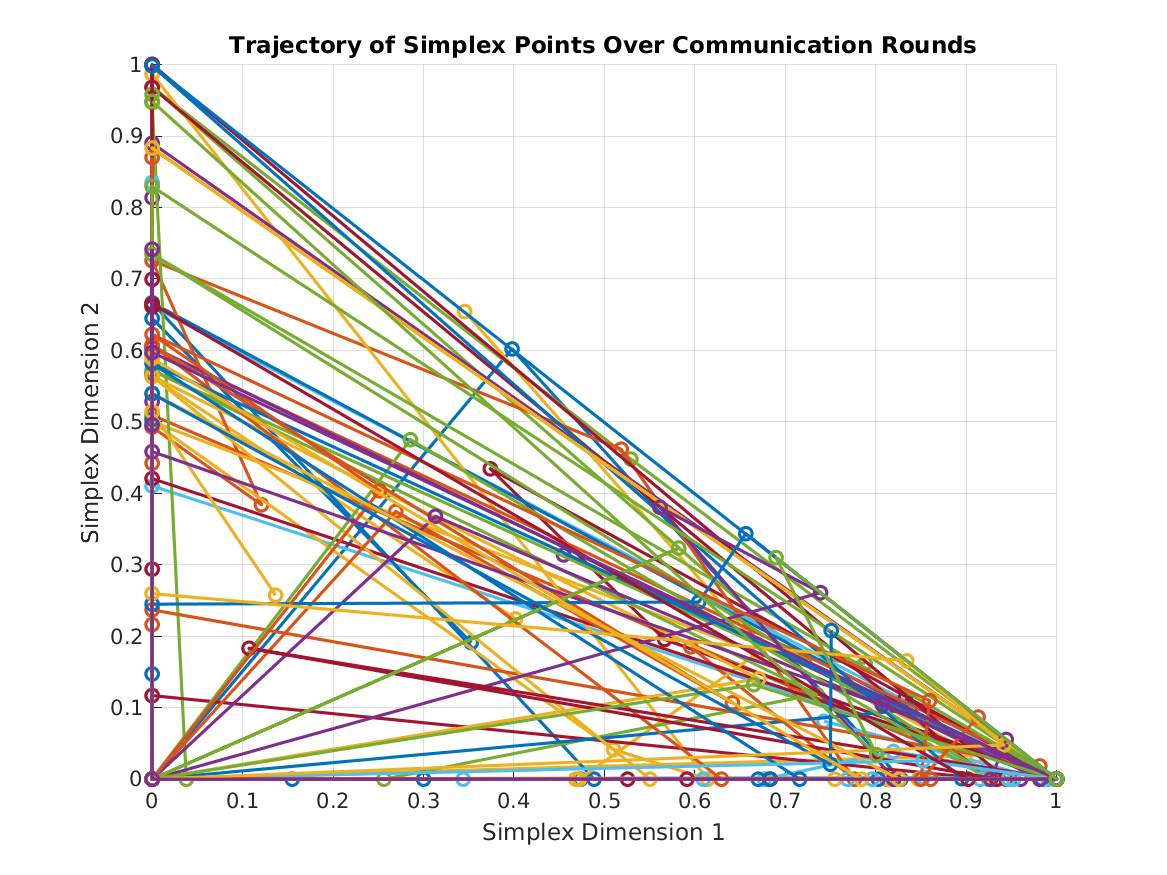 Trajectory of Simplex Points Over Communication Rounds
1
0.9
0.8
0.7
0.6
0.5
0.4
0.3
0.2
0.1
0
Simplex Dimension 2
0 0.1 0.2 0.3 0.4 0.5 0.6 0.7 0.8 0.9 1
Simplex Dimension 1